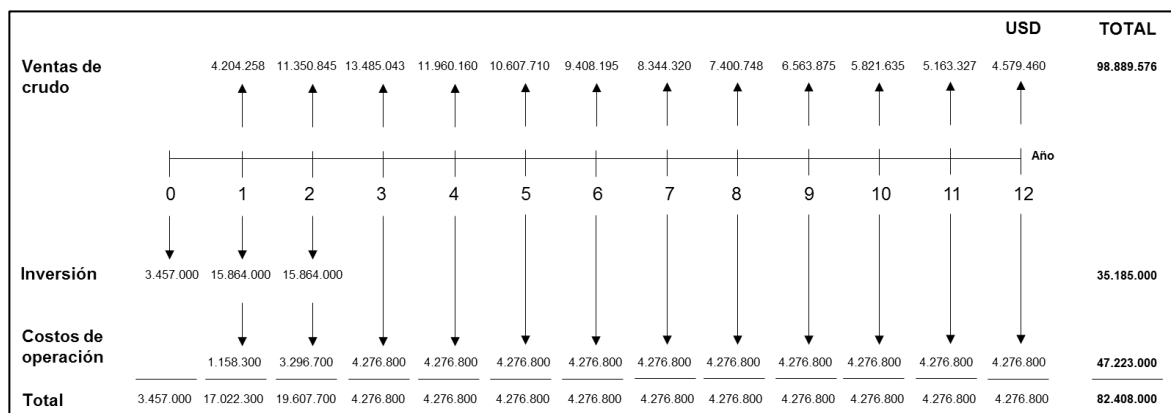 USD TOTAL
Ventas de crudo 4.204.258 11.350.845 13.485.043 11.960.160 10.607.710 9.408.195 8.344.320 7.400.748 6.563.875 5.821.635 5.163.327 4.579.460 98.889.576
Año
0 1 2 3 4 5 6 7 8 9 10 11 12
Inversión 3.457.000 15.864.000 15.864.000 35.185.000
Costos de operación 1.158.300 3.296.700 4.276.800 4.276.800 4.276.800 4.276.800 4.276.800 4.276.800 4.276.800 4.276.800 4.276.800 4.276.800 47.223.000
Total 3.457.000 17.022.300 19.607.700 4.276.800 4.276.800 4.276.800 4.276.800 4.276.800 4.276.800 4.276.800 4.276.800 4.276.800 4.276.800 82.408.000